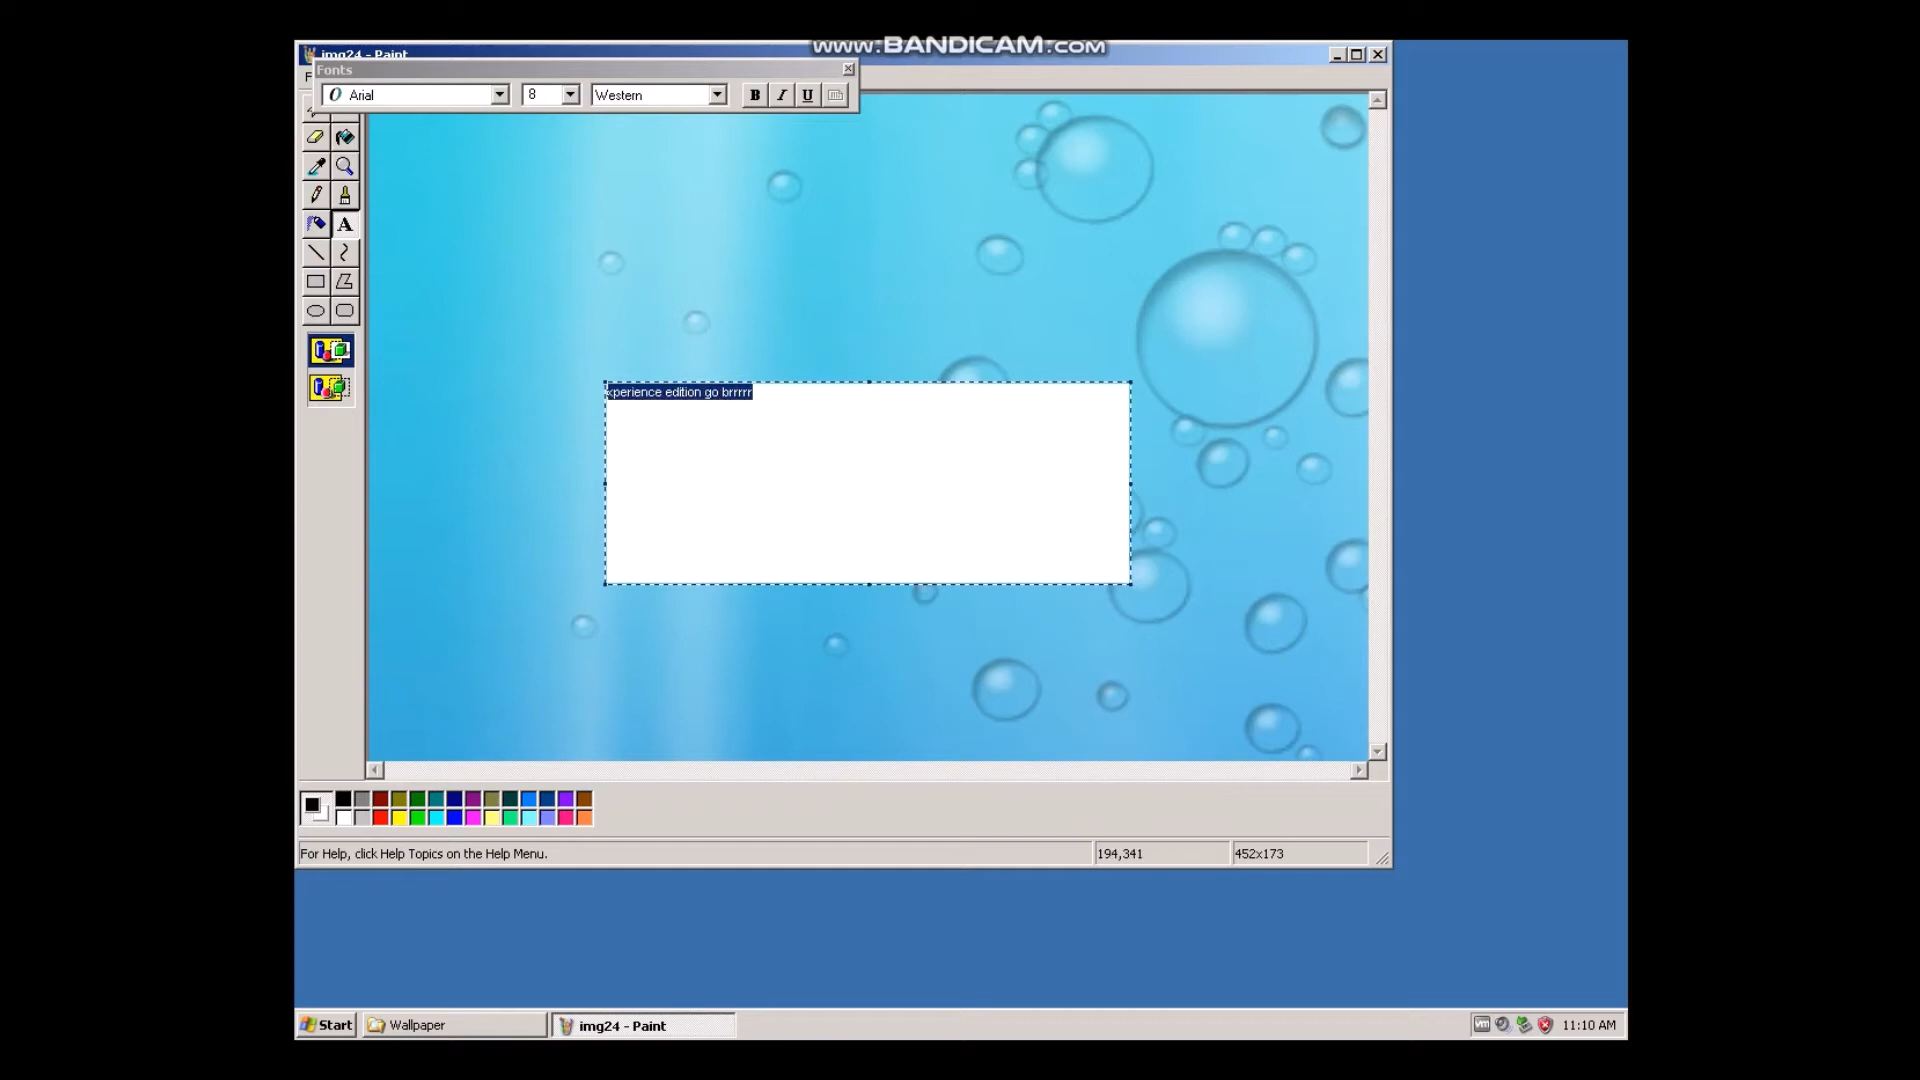 www.BANDICAM.com
img24 - Paint
Fonts
Arial
8
Western
B I U
A
xperience edition go brrrrr
For Help, click Help Topics on the Help Menu.
194,341
452x173
Start
Wallpaper
img24 - Paint
vm
11:10 AM